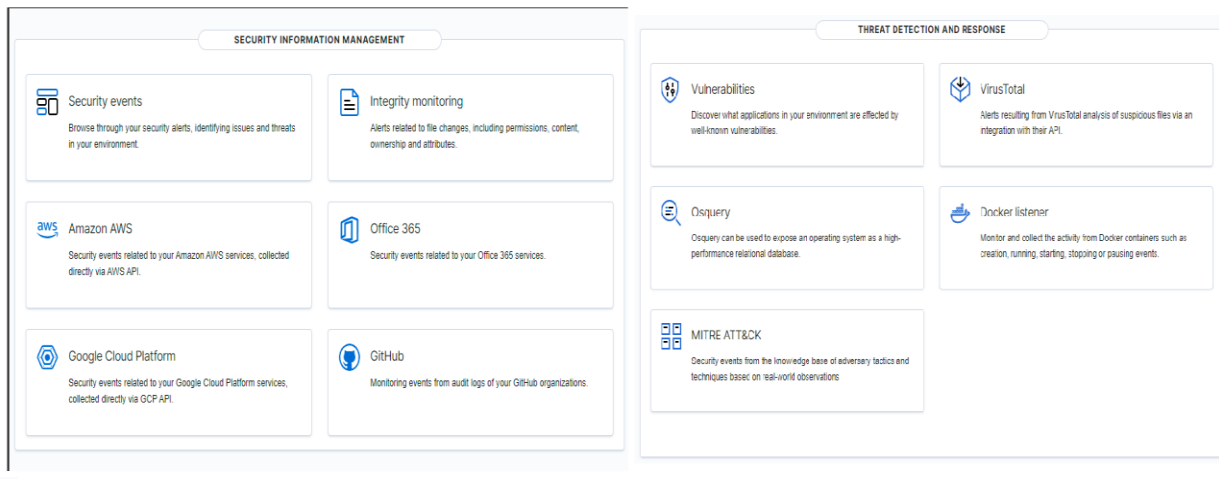 SECURITY INFORMATION MANAGEMENT
Security events
Browse through your security alerts, identifying issues and threats
in your environment.
Integrity monitoring
Alerts related to file changes, including permissions, content,
ownership and attributes.
aws
Amazon AWS
Security events related to your Amazon AWS services, collected
directly via AWS API.
Office 365
Security events related to your Office 365 services.
Google Cloud Platform
Security events related to your Google Cloud Platform services,
collected directly via GCP API.
GitHub
Monitoring events from audit logs of your GitHub organizations.
THREAT DETECTION AND RESPONSE
Vulnerabilities
Discover what applications in your environment are affected by
well-known vulnerabilities.
VirusTotal
Alerts resulting from VirusTotal analysis of suspicious files via an
integration with their API.
Osquery
Osquery can be used to expose an operating system as a high-
performance relational database.
Docker listener
Monitor and collect the activity from Docker containers such as
creation, running, starting, stopping or pausing events.
MITRE ATT&CK
Security events from the knowledge base of adversary tactics and
techniques based on real-world observations